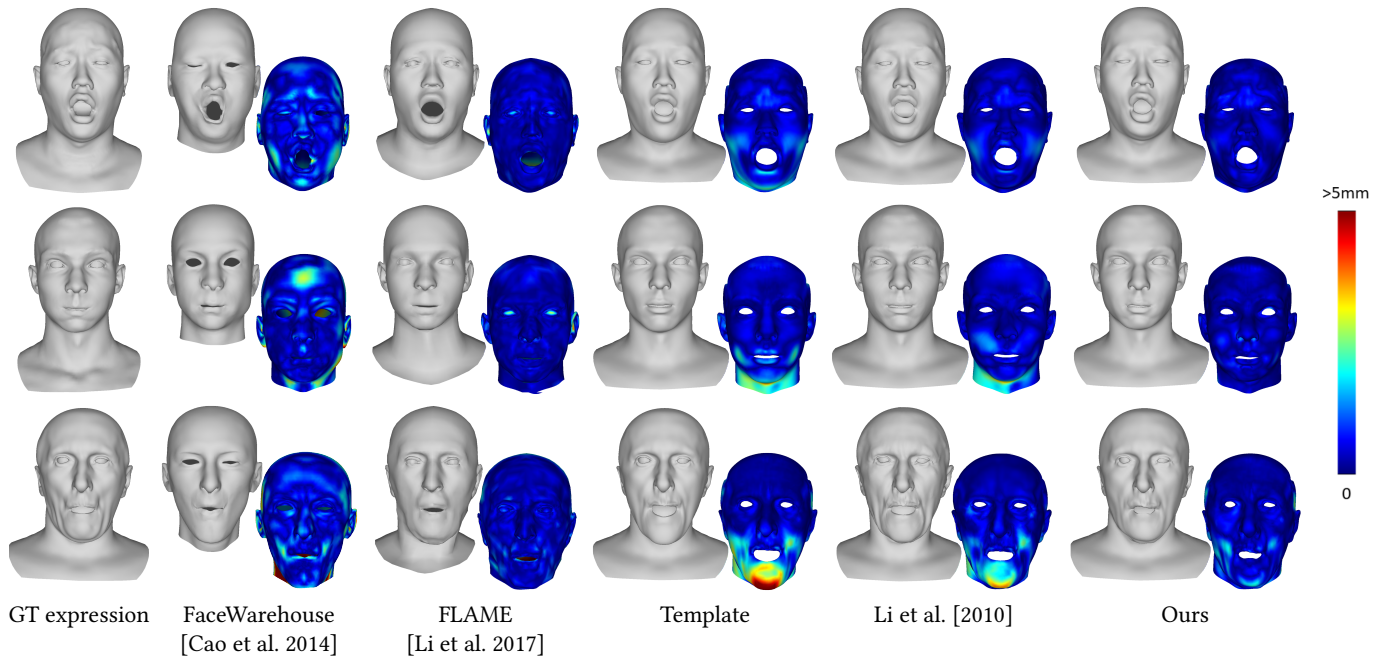 >5mm
0
GT expression
FaceWarehouse
[Cao et al. 2014]
FLAME
[Li et al. 2017]
Template
Li et al. [2010]
Ours